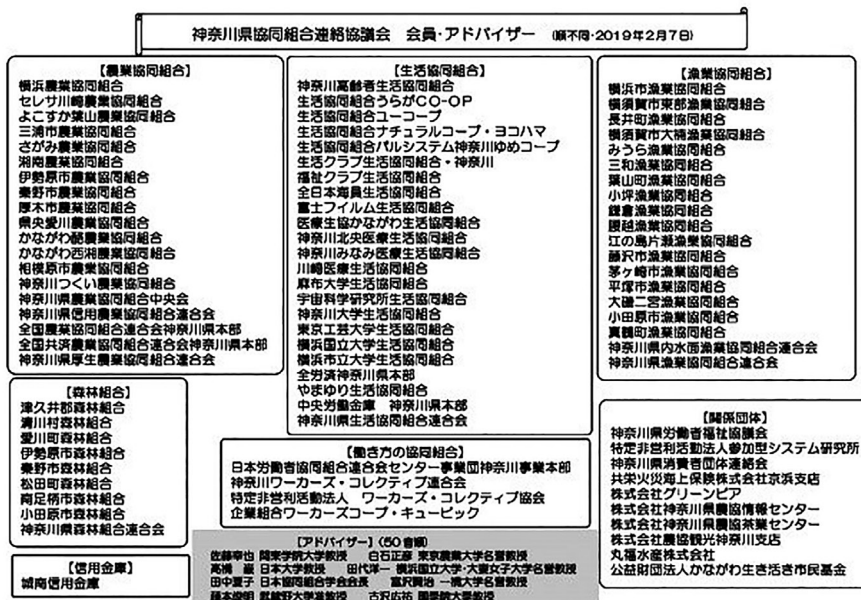 神奈川県協同組合連絡協議会 会員・アドバイザー (順不同・2019年2月7日)
【農業協同組合】
横浜農業協同組合
セレサ川崎農業協同組合
よこすか葉山農業協同組合
三浦市農業協同組合
さがみ農業協同組合
湘南農業協同組合
伊勢原市農業協同組合
秦野市農業協同組合
厚木市農業協同組合
県央愛川農業協同組合
かながわ酪農業協同組合
かながわ西湘農業協同組合
相模原市農業協同組合
神奈川つくい農業協同組合
神奈川県農業協同組合中央会
神奈川県信用農業協同組合連合会
全国農業協同組合連合会神奈川県本部
全国共済農業協同組合連合会神奈川県本部
神奈川県厚生農業協同組合連合会
【森林組合】
津久井郡森林組合
清川村森林組合
愛川町森林組合
伊勢原市森林組合
秦野市森林組合
松田町森林組合
南足柄市森林組合
小田原市森林組合
神奈川県森林組合連合会
【信用金庫】
城南信用金庫
【生活協同組合】
神奈川高齢者生活協同組合
生活協同組合うらがCO-OP
生活協同組合ユーコープ
生活協同組合ナチュラルコープ・ヨコハマ
生活協同組合パルシステム神奈川ゆめコープ
生活クラブ生活協同組合・神奈川
福祉クラブ生活協同組合
全日本海員生活協同組合
富士フイルム生活協同組合
医療生協かながわ生活協同組合
神奈川北央医療生活協同組合
神奈川みなみ医療生活協同組合
川崎医療生活協同組合
麻布大学生活協同組合
宇宙科学研究所生活協同組合
神奈川大学生活協同組合
東京工芸大学生活協同組合
横浜国立大学生活協同組合
横浜市立大学生活協同組合
全労済神奈川県本部
やまゆり生活協同組合
中央労働金庫 神奈川県本部
神奈川県生活協同組合連合会
【働き方の協同組合】
日本労働者協同組合連合会センター事業団神奈川事業本部
神奈川ワーカーズ・コレクティブ連合会
特定非営利活動法人 ワーカーズ・コレクティブ協会
企業組合ワーカーズコープ・キュービック
【アドバイザー】(50音順)
佐藤幸也 関東学院大学教授 白石正彦 東京農業大学名誉教授
高橋 巌 日本大学教授 田代洋一 横浜国立大学・大妻女子大学名誉教授
田中夏子 日本協同組合学会会長 富沢賢治 一橋大学名誉教授
藤本俊明 武蔵野大学准教授 古沢広祐 國學院大學教授
【漁業協同組合】
横浜市漁業協同組合
横須賀市東部漁業協同組合
長井町漁業協同組合
横須賀市大楠漁業協同組合
みうら漁業協同組合
三和漁業協同組合
葉山町漁業協同組合
小坪漁業協同組合
鎌倉漁業協同組合
腰越漁業協同組合
江の島片瀬漁業協同組合
藤沢市漁業協同組合
茅ヶ崎市漁業協同組合
平塚市漁業協同組合
大磯二宮漁業協同組合
小田原市漁業協同組合
真鶴町漁業協同組合
神奈川県内水面漁業協同組合連合会
神奈川県漁業協同組合連合会
【関係団体】
神奈川県労働者福祉協議会
特定非営利活動法人参加型システム研究所
神奈川県消費者団体連絡会
共栄火災海上保険株式会社京浜支店
株式会社グリーンピア
株式会社神奈川県農協情報センター
株式会社神奈川県農協茶業センター
株式会社農協観光神奈川支店
丸福水産株式会社
公益財団法人かながわ生き活き市民基金